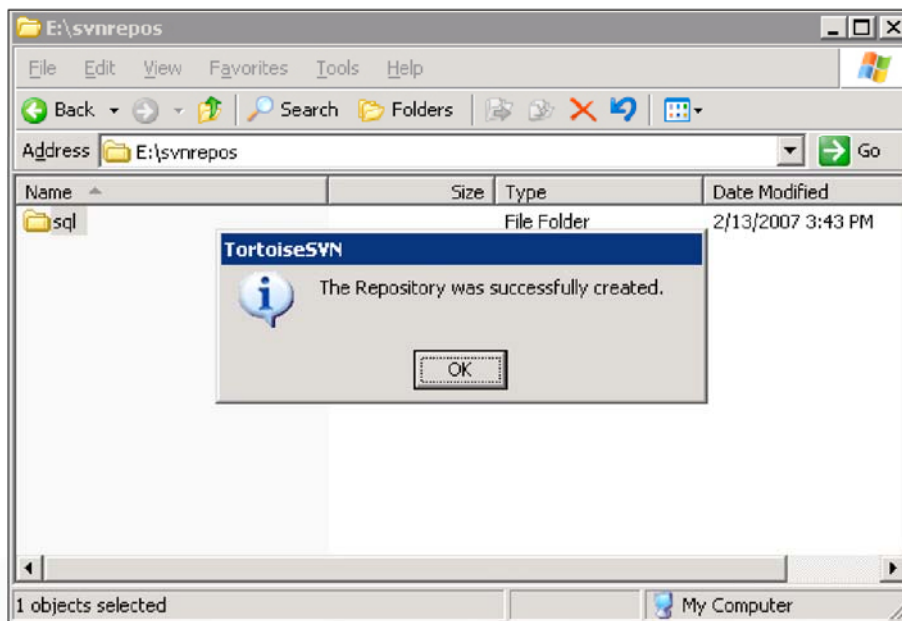 E:\svnrepos
File Edit View Favorites Tools Help
Back Search Folders
Address E:\svnrepos Go
Name Size Type Date Modified
sql File Folder 2/13/2007 3:43 PM
TortoiseSVN
The Repository was successfully created.
OK
1 objects selected My Computer